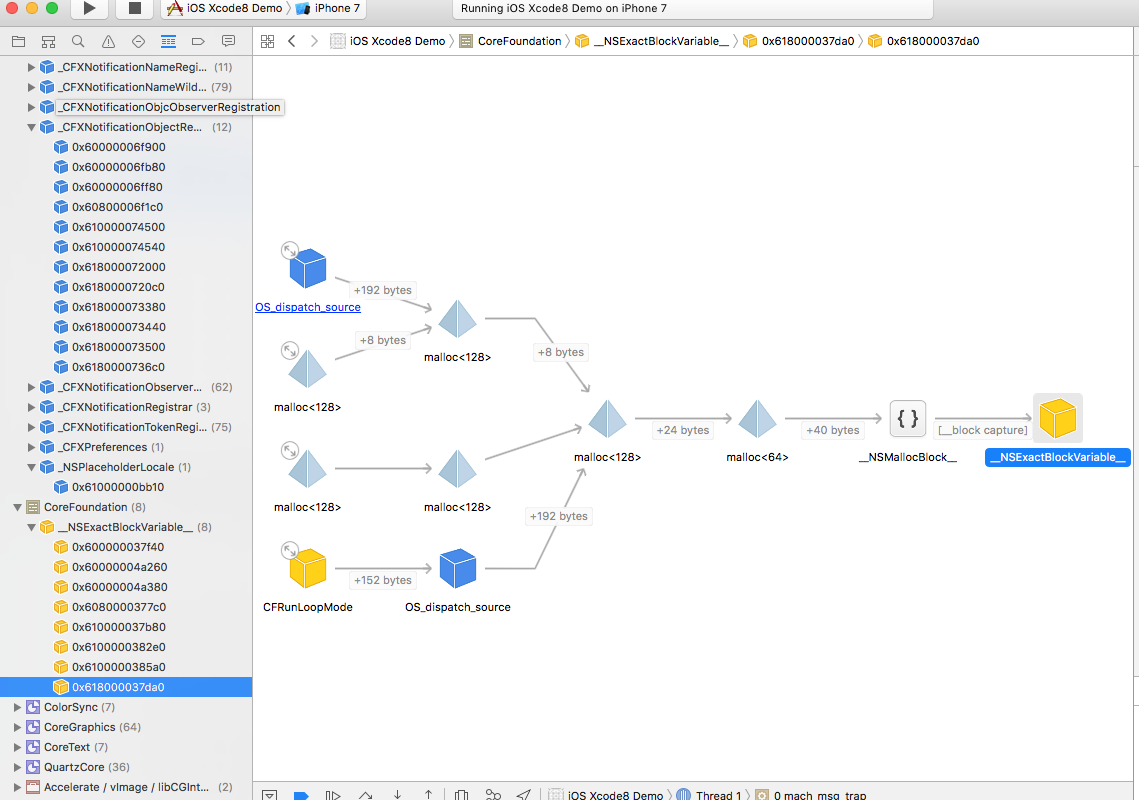 iOS Xcode8 Demo iPhone 7
Running iOS Xcode8 Demo on iPhone 7
iOS Xcode8 Demo CoreFoundation __NSExactBlockVariable__ 0x618000037da0 0x618000037da0
_CFXNotificationNameRegi... (11)
_CFXNotificationNameWild... (79)
_CFXNotificationObjcObserverRegistration
_CFXNotificationObjectRe... (12)
0x60000006f900
0x60000006fb80
0x60000006ff80
0x60800006f1c0
0x610000074500
0x610000074540
0x618000072000
0x6180000720c0
0x618000073380
0x618000073440
0x618000073500
0x6180000736c0
_CFXNotificationObserver... (62)
_CFXNotificationRegistrar (3)
_CFXNotificationTokenRegi... (75)
_CFXPreferences (1)
_NSPlaceholderLocale (1)
0x61000000bb10
CoreFoundation (8)
__NSExactBlockVariable__ (8)
0x600000037f40
0x60000004a260
0x60000004a380
0x6080000377c0
0x610000037b80
0x6100000382e0
0x6100000385a0
0x618000037da0
ColorSync (7)
CoreGraphics (64)
CoreText (7)
QuartzCore (36)
Accelerate / vImage / libCGInt... (2)
+192 bytes
OS_dispatch_source
+8 bytes
malloc<128>
+8 bytes
malloc<128>
+24 bytes
+40 bytes
{ }
[__block capture]
malloc<128>
malloc<64>
__NSMallocBlock__
__NSExactBlockVariable__
malloc<128>
malloc<128>
+192 bytes
+152 bytes
CFRunLoopMode
OS_dispatch_source
iOS Xcode8 Demo Thread 1 0 mach_msg_trap